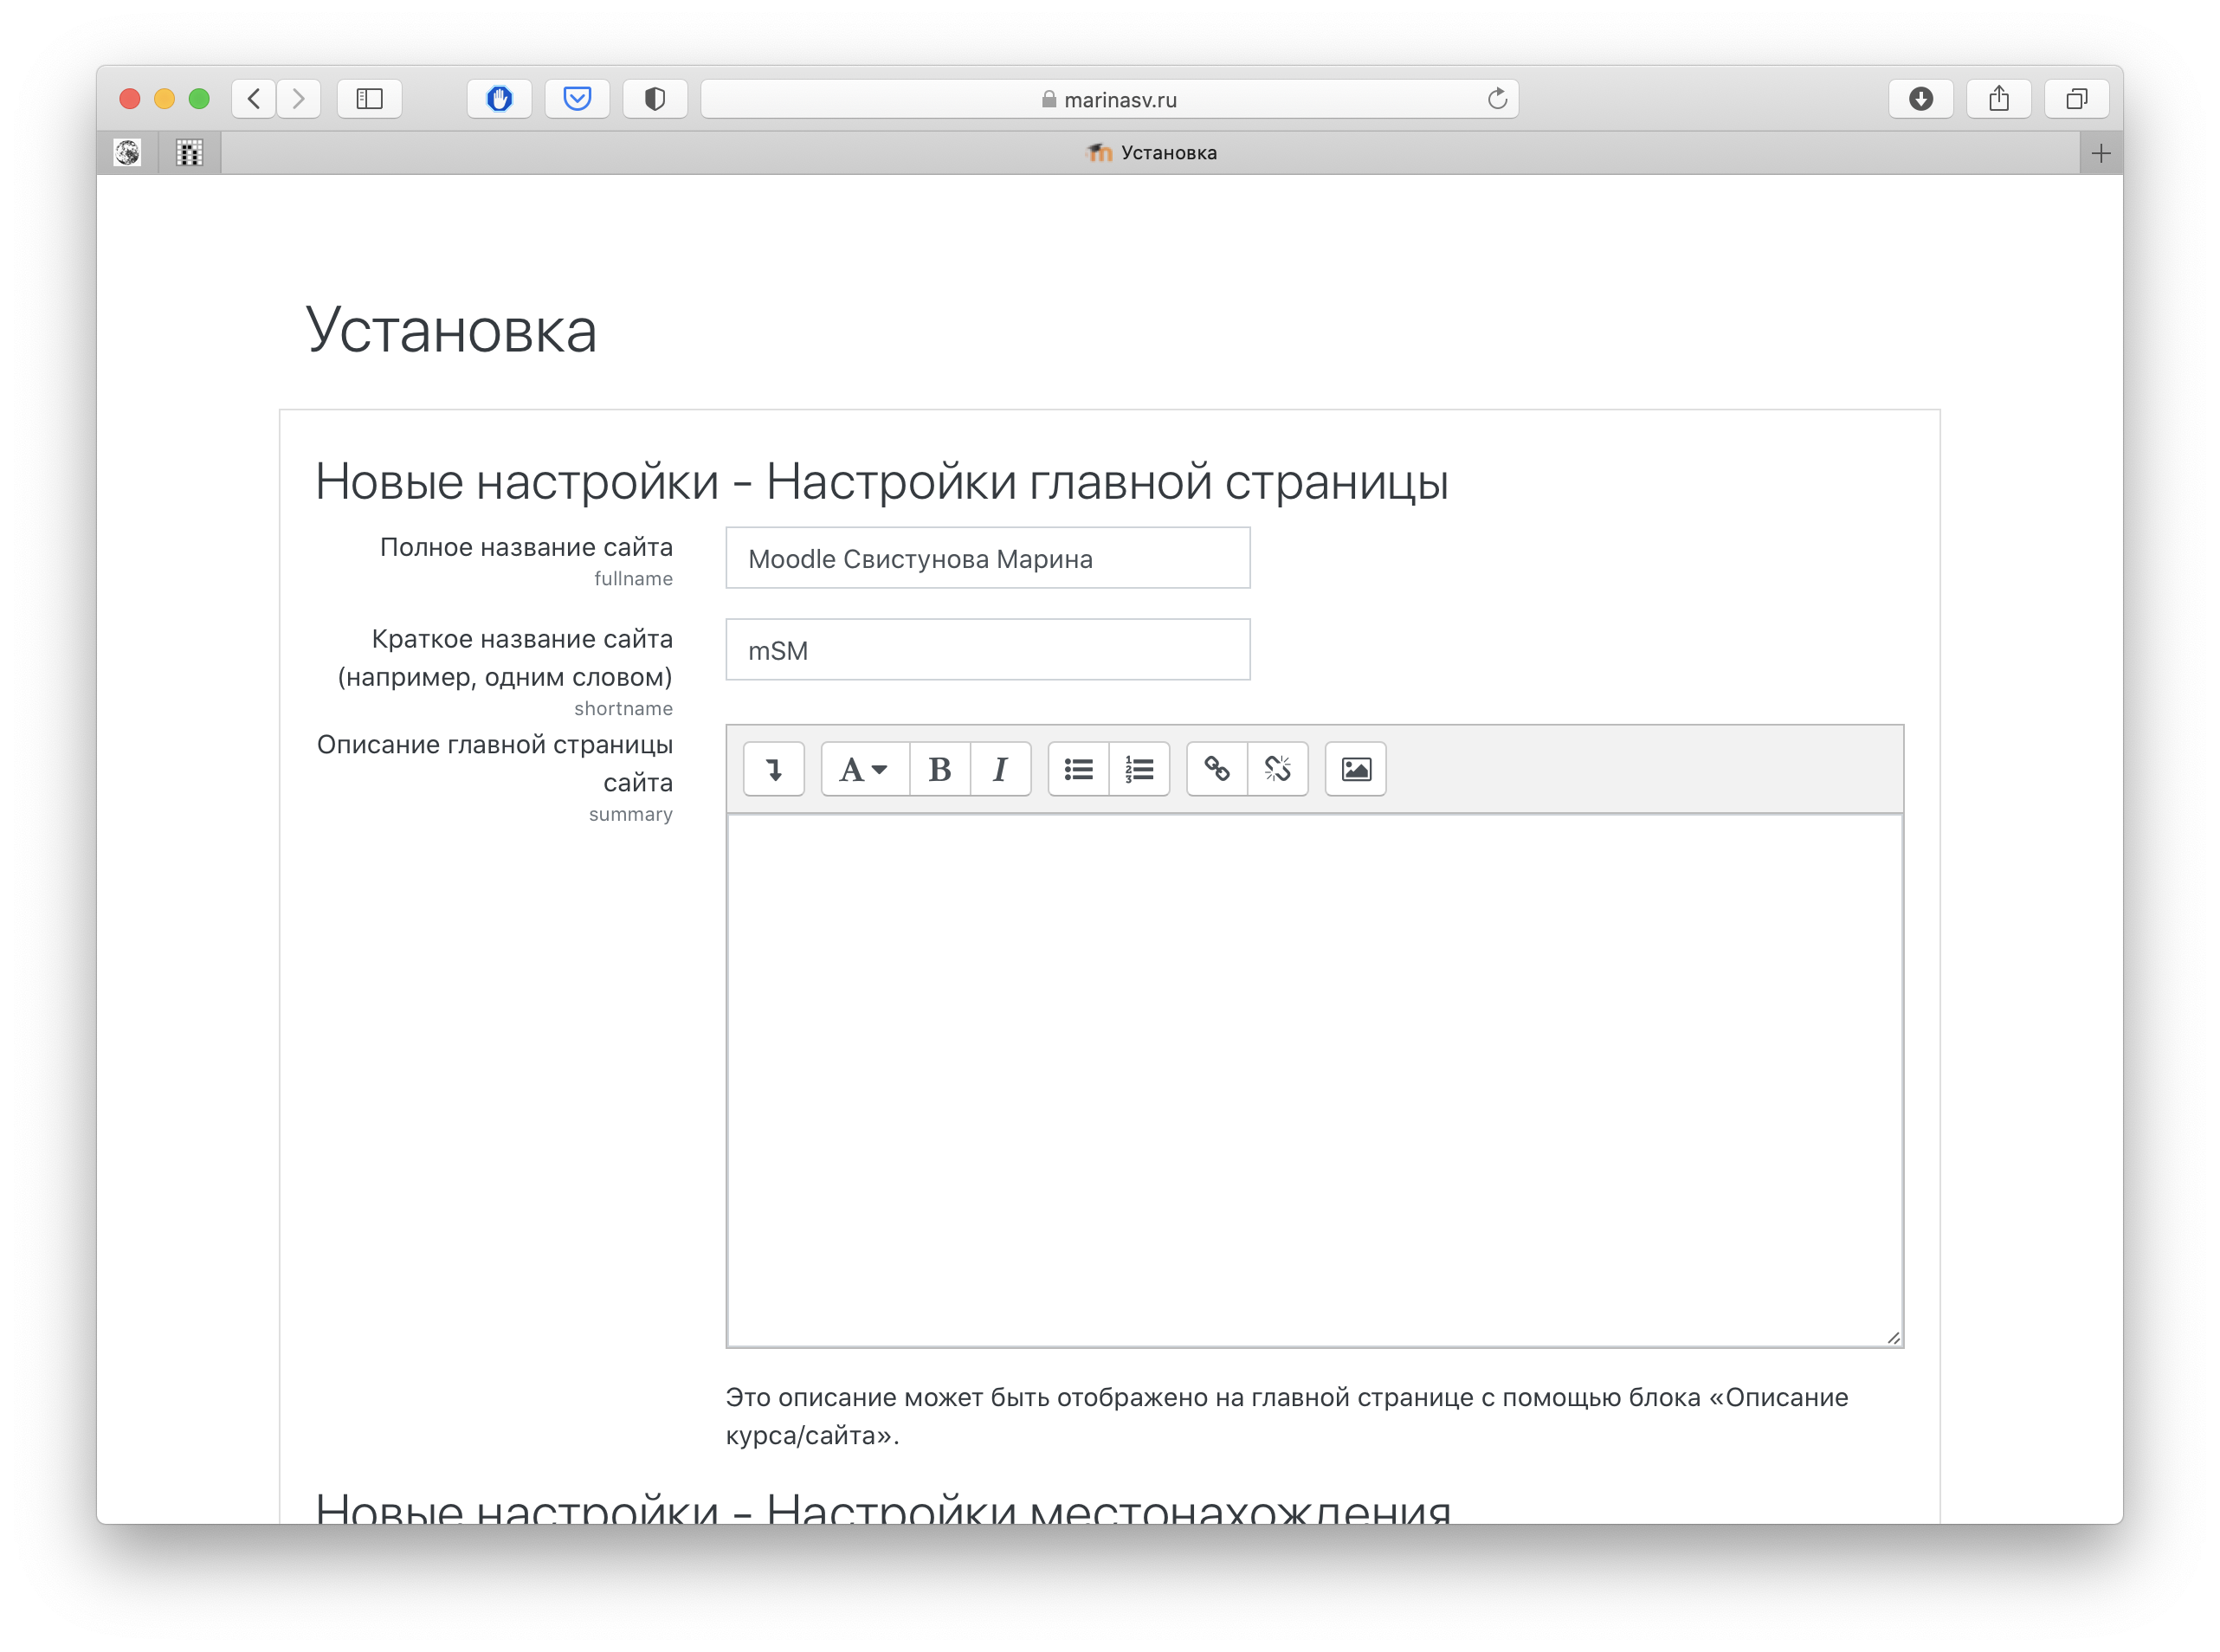 marinasv.ru
Установка
Установка
Новые настройки - Настройки главной страницы
Полное название сайта
fullname
Moodle Свистунова Марина
Краткое название сайта
(например, одним словом)
shortname
mSM
Описание главной страницы
сайта
summary
A B I
Это описание может быть отображено на главной странице с помощью блока «Описание
курса/сайта».
Новые настройки - Настройки местонахождения